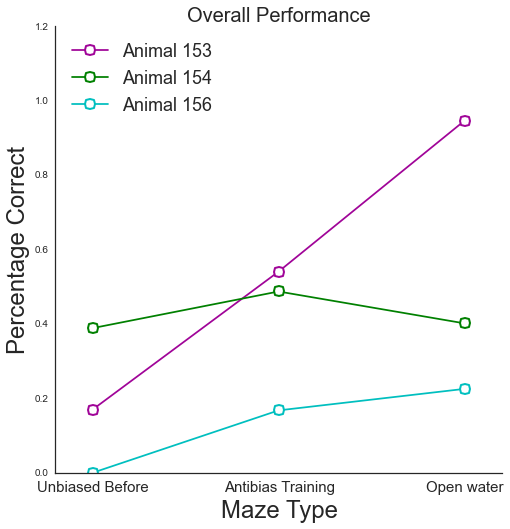 Overall Performance
1.2
1.0
0.8
0.6
0.4
0.2
0.0
Percentage Correct
Animal 153
Animal 154
Animal 156
Unbiased Before
Antibias Training
Open water
Maze Type